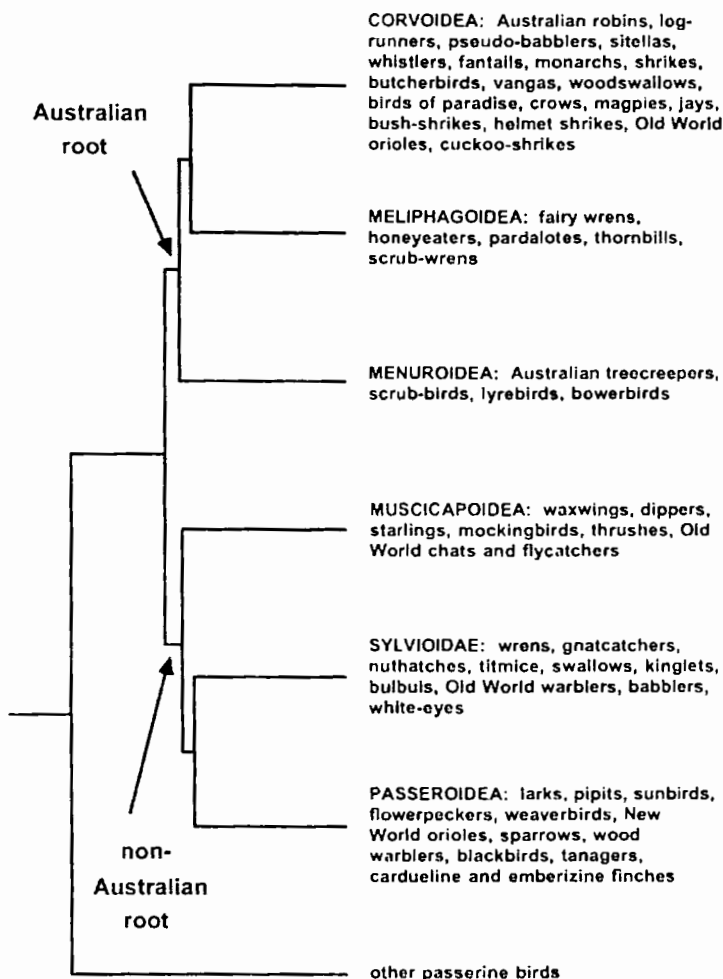 CORVOIDEA: Australian robins, log-
runners, pseudo-babblers, sitellas,
whistlers, fantails, monarchs, shrikes,
butcherbirds, vangas, woodswallows,
birds of paradise, crows, magpies, jays,
bush-shrikes, helmet shrikes, Old World
orioles, cuckoo-shrikes
Australian
root
MELIPHAGOIDEA: fairy wrens,
honeyeaters, pardalotes, thornbills,
scrub-wrens
MENUROIDEA: Australian treecreepers,
scrub-birds, lyrebirds, bowerbirds
MUSCICAPOIDEA: waxwings, dippers,
starlings, mockingbirds, thrushes, Old
World chats and flycatchers
SYLVIOIDAE: wrens, gnatcatchers,
nuthatches, titmice, swallows, kinglets,
bulbuls, Old World warblers, babblers,
white-eyes
PASSEROIDEA: larks, pipits, sunbirds,
flowerpeckers, weaverbirds, New
World orioles, sparrows, wood
warblers, blackbirds, tanagers,
cardueline and emberizine finches
non-
Australian
root
other passerine birds